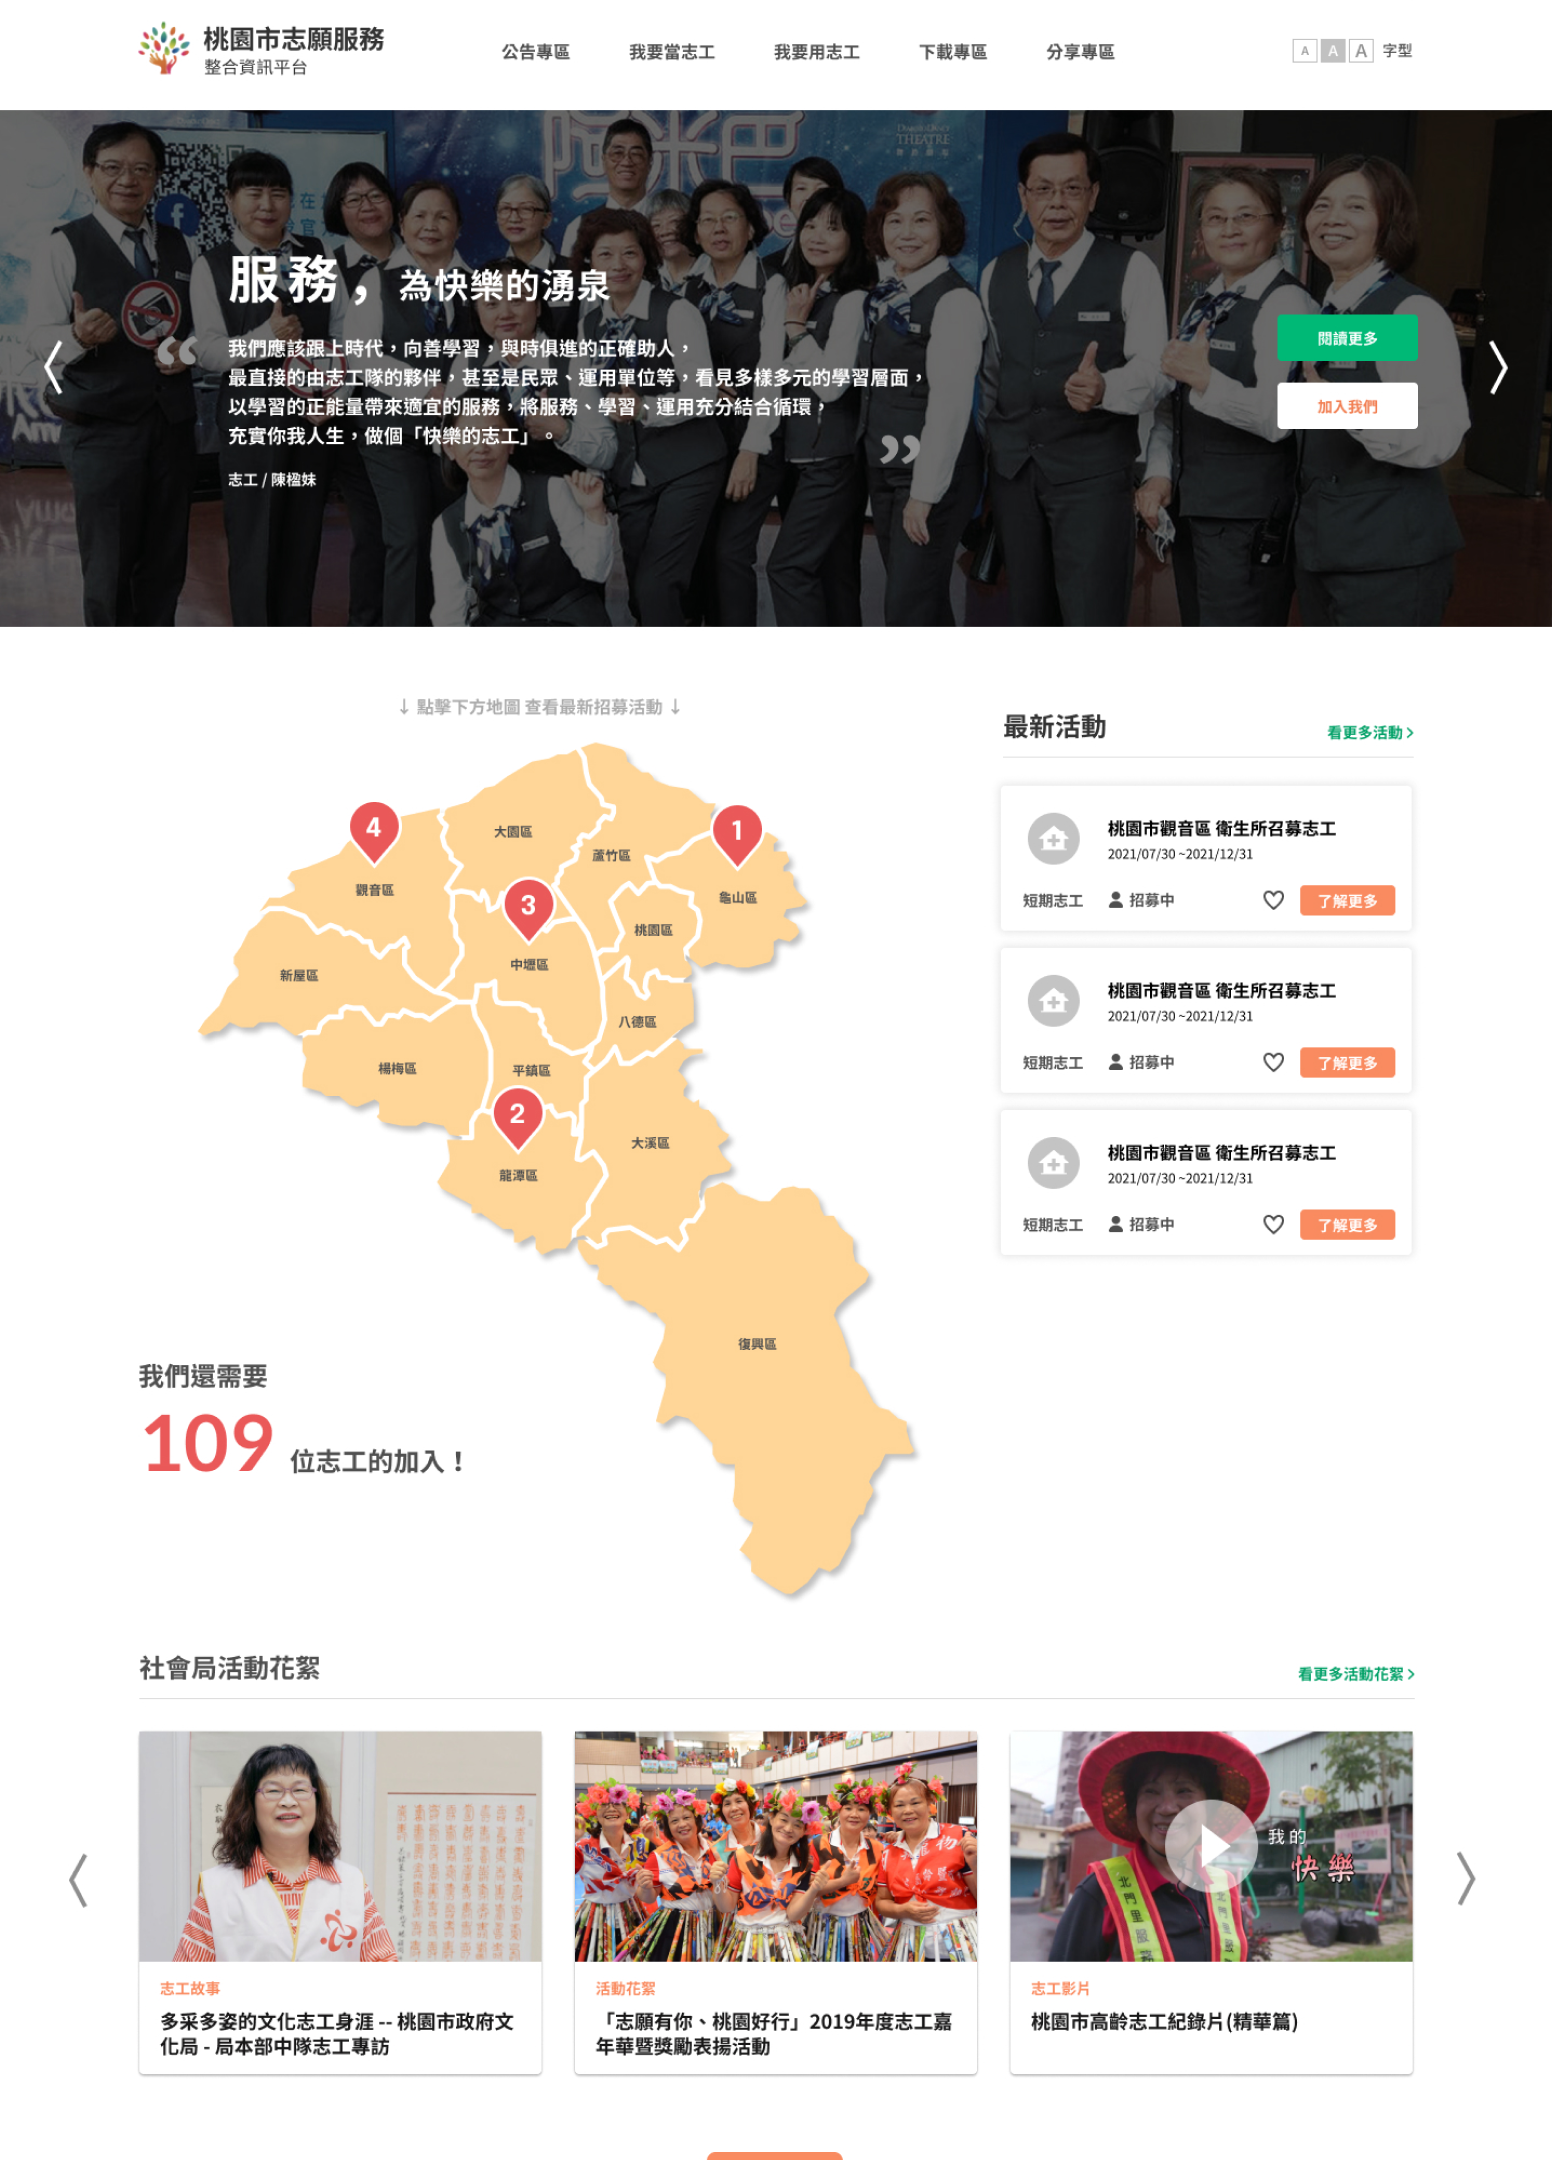 桃園市志願服務
整合資訊平台
公告專區
我要當志工
我要用志工
下載專區
分享專區
A A A 字型
THEATRE
服務，為快樂的湧泉
我們應該跟上時代，向善學習，與時俱進的正確助人，
最直接的由志工隊的夥伴，甚至是民眾、運用單位等，看見多樣多元的學習層面，
以學習的正能量帶來適宜的服務，將服務、學習、運用充分結合循環，
充實你我人生，做個「快樂的志工」。
志工 / 陳楹妹
閱讀更多
加入我們
↓ 點擊下方地圖 查看最新招募活動 ↓
4
1
大園區
蘆竹區
觀音區
3
龜山區
桃園區
中壢區
新屋區
八德區
楊梅區
平鎮區
2
大溪區
龍潭區
復興區
我們還需要
109 位志工的加入！
最新活動
看更多活動 >
桃園市觀音區 衛生所召募志工
2021/07/30 ~2021/12/31
短期志工 招募中
了解更多
桃園市觀音區 衛生所召募志工
2021/07/30 ~2021/12/31
短期志工 招募中
了解更多
桃園市觀音區 衛生所召募志工
2021/07/30 ~2021/12/31
短期志工 招募中
了解更多
社會局活動花絮
看更多活動花絮 >
我的
快樂
北門里服務
志工故事
多采多姿的文化志工身涯 -- 桃園市政府文
化局 - 局本部中隊志工專訪
活動花絮
「志願有你、桃園好行」2019年度志工嘉
年華暨獎勵表揚活動
志工影片
桃園市高齡志工紀錄片(精華篇)